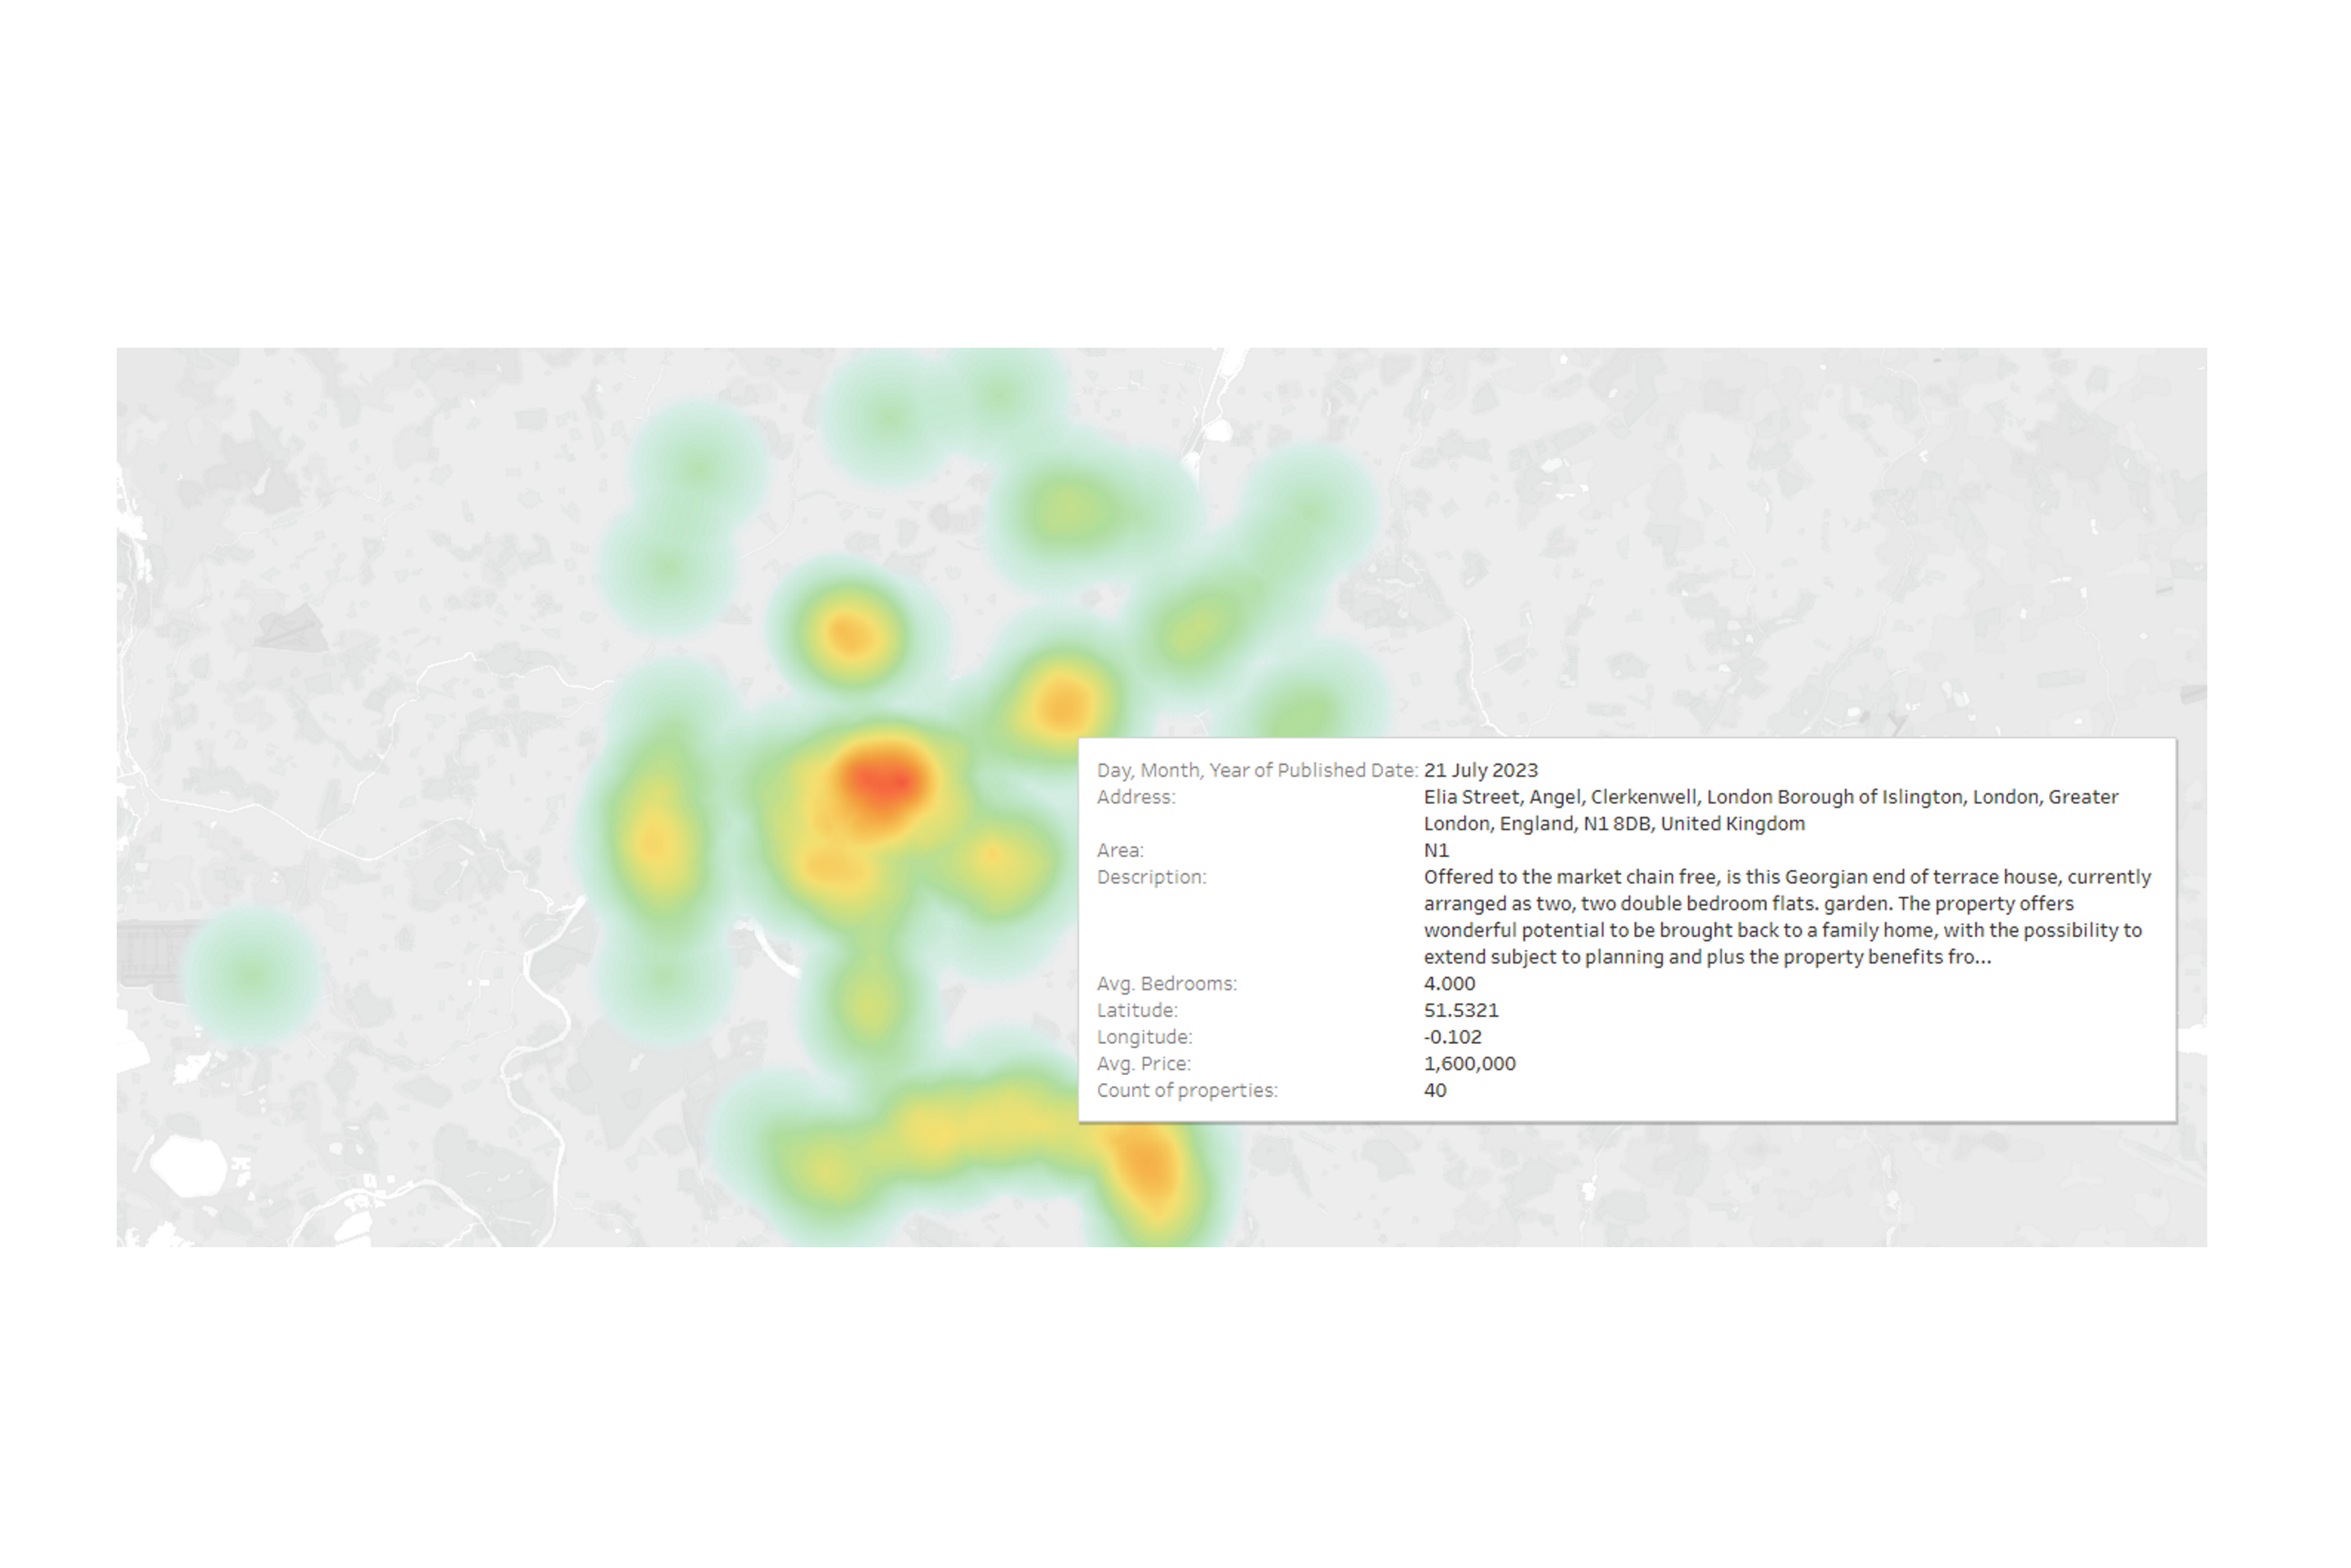 Day, Month, Year of Published Date: 21 July 2023
Address: Elia Street, Angel, Clerkenwell, London Borough of Islington, London, Greater
London, England, N1 8DB, United Kingdom
Area: N1
Description: Offered to the market chain free, is this Georgian end of terrace house, currently
arranged as two, two double bedroom flats. garden. The property offers
wonderful potential to be brought back to a family home, with the possibility to
extend subject to planning and plus the property benefits fro...
Avg. Bedrooms: 4.000
Latitude: 51.5321
Longitude: -0.102
Avg. Price: 1,600,000
Count of properties: 40